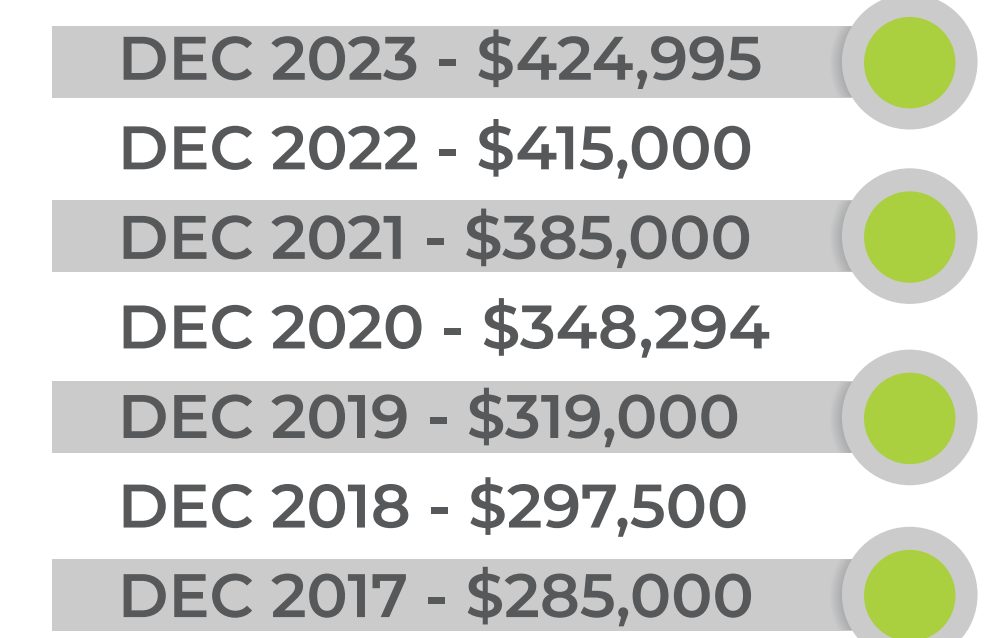 DEC 2023 - $424,995
DEC 2022 - $415,000
DEC 2021 - $385,000
DEC 2020 - $348,294
DEC 2019 - $319,000
DEC 2018 - $297,500
DEC 2017 - $285,000